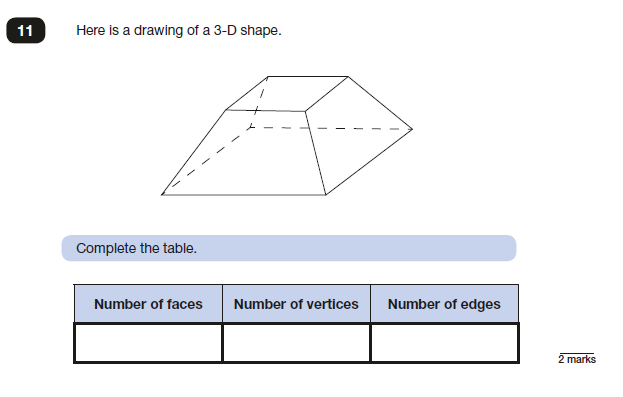 11 Here is a drawing of a 3-D shape.
Complete the table.
Number of faces Number of vertices Number of edges
2 marks